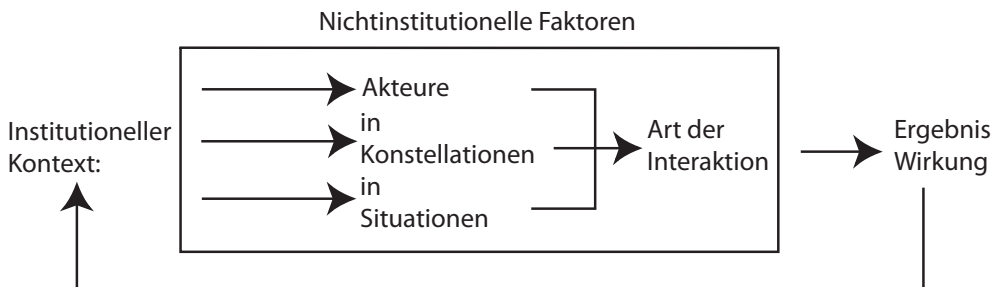 Nichtinstitutionelle Faktoren
Institutioneller
Kontext:
Akteure
in
Konstellationen
in
Situationen
Art der
Interaktion
Ergebnis
Wirkung